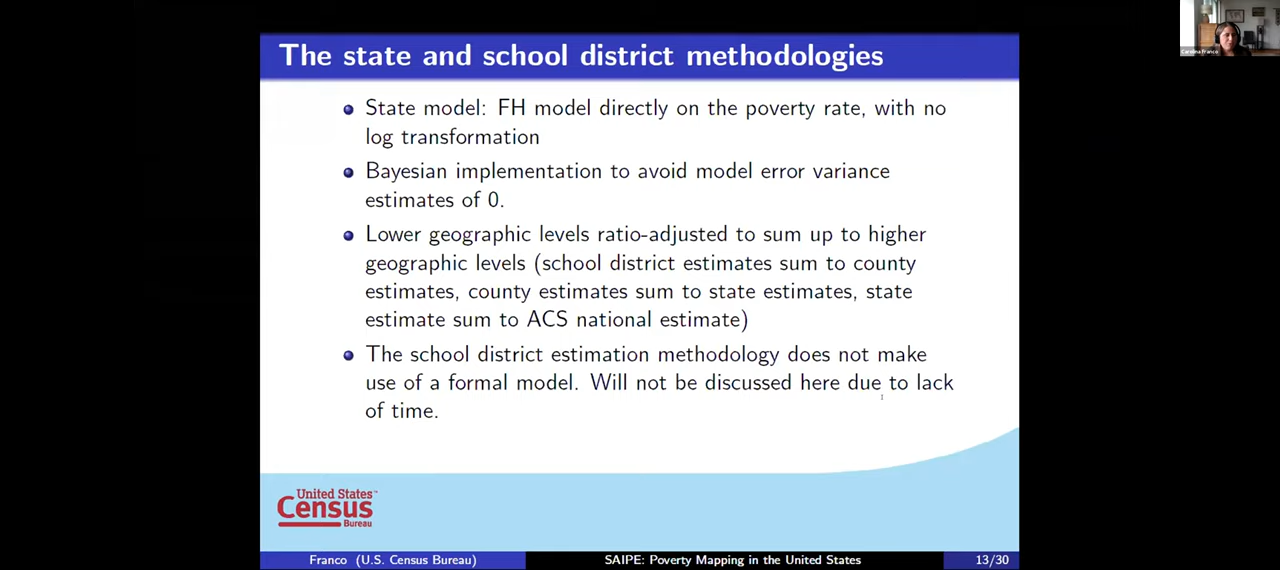 Carolina Franco
The state and school district methodologies
State model: FH model directly on the poverty rate, with no
log transformation
Bayesian implementation to avoid model error variance
estimates of 0.
Lower geographic levels ratio-adjusted to sum up to higher
geographic levels (school district estimates sum to county
estimates, county estimates sum to state estimates, state
estimate sum to ACS national estimate)
The school district estimation methodology does not make
use of a formal model. Will not be discussed here due to lack
of time.
United States™
Census
Bureau
Franco (U.S. Census Bureau)
SAIPE: Poverty Mapping in the United States
13/30